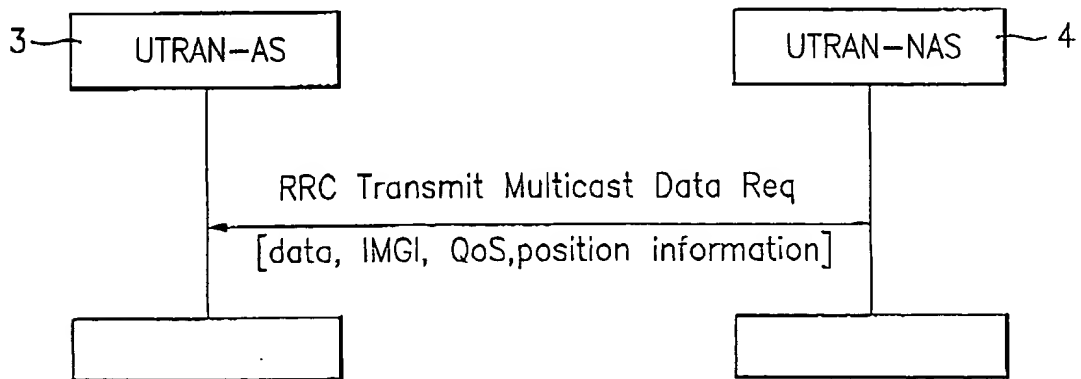 3 UTRAN-AS UTRAN-NAS 4
RRC Transmit Multicast Data Req
[data, IMGI, QoS,position information]